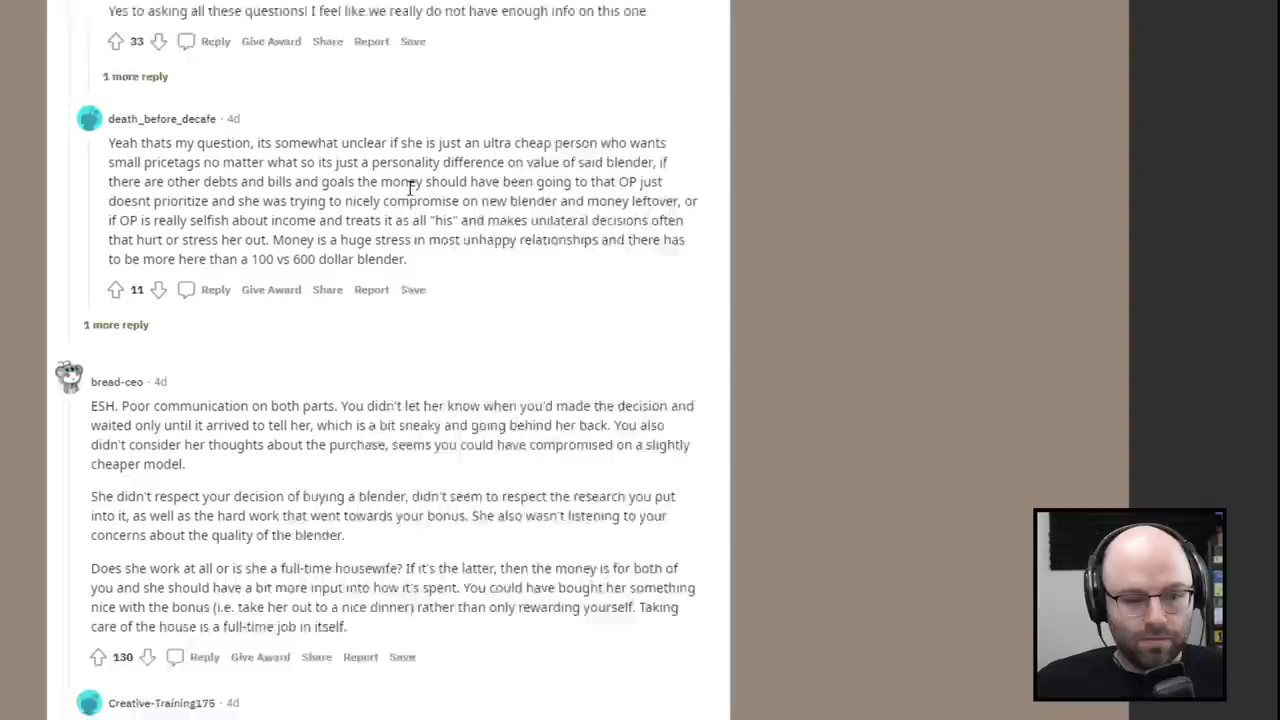 Yes to asking all these questions! I feel like we really do not have enough info on this one
33 Reply Give Award Share Report Save
1 more reply
death_before_decafe · 4d
Yeah thats my question, its somewhat unclear if she is just an ultra cheap person who wants
small pricetags no matter what so its just a personality difference on value of said blender, if
there are other debts and bills and goals the money should have been going to that OP just
doesnt prioritize and she was trying to nicely compromise on new blender and money leftover, or
if OP is really selfish about income and treats it as all "his" and makes unilateral decisions often
that hurt or stress her out. Money is a huge stress in most unhappy relationships and there has
to be more here than a 100 vs 600 dollar blender.
11 Reply Give Award Share Report Save
1 more reply
bread-ceo · 4d
ESH. Poor communication on both parts. You didn't let her know when you'd made the decision and
waited only until it arrived to tell her, which is a bit sneaky and going behind her back. You also
didn't consider her thoughts about the purchase, seems you could have compromised on a slightly
cheaper model.
She didn't respect your decision of buying a blender, didn't seem to respect the research you put
into it, as well as the hard work that went towards your bonus. She also wasn't listening to your
concerns about the quality of the blender.
Does she work at all or is she a full-time housewife? If it's the latter, then the money is for both of
you and she should have a bit more input into how it's spent. You could have bought her something
nice with the bonus (i.e. take her out to a nice dinner) rather than only rewarding yourself. Taking
care of the house is a full-time job in itself.
130 Reply Give Award Share Report Save
Creative-Training175 · 4d